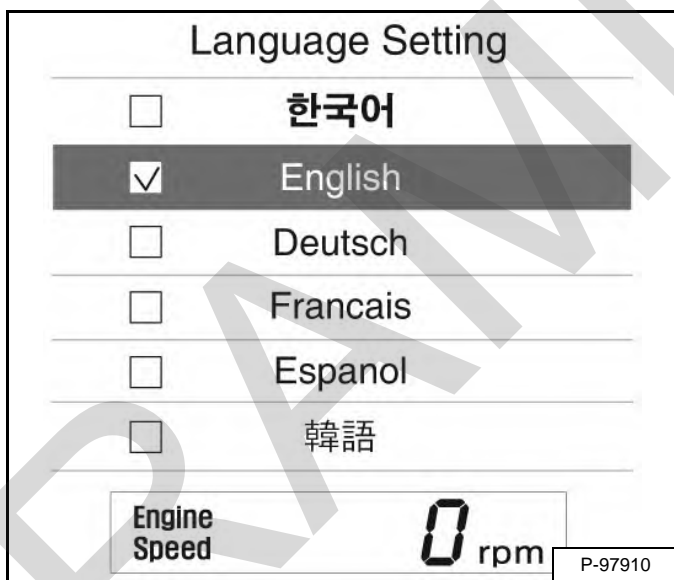 Language Setting
한국어
English
Deutsch
Francais
Espanol
韓語
Engine
Speed
0 rpm
P-97910